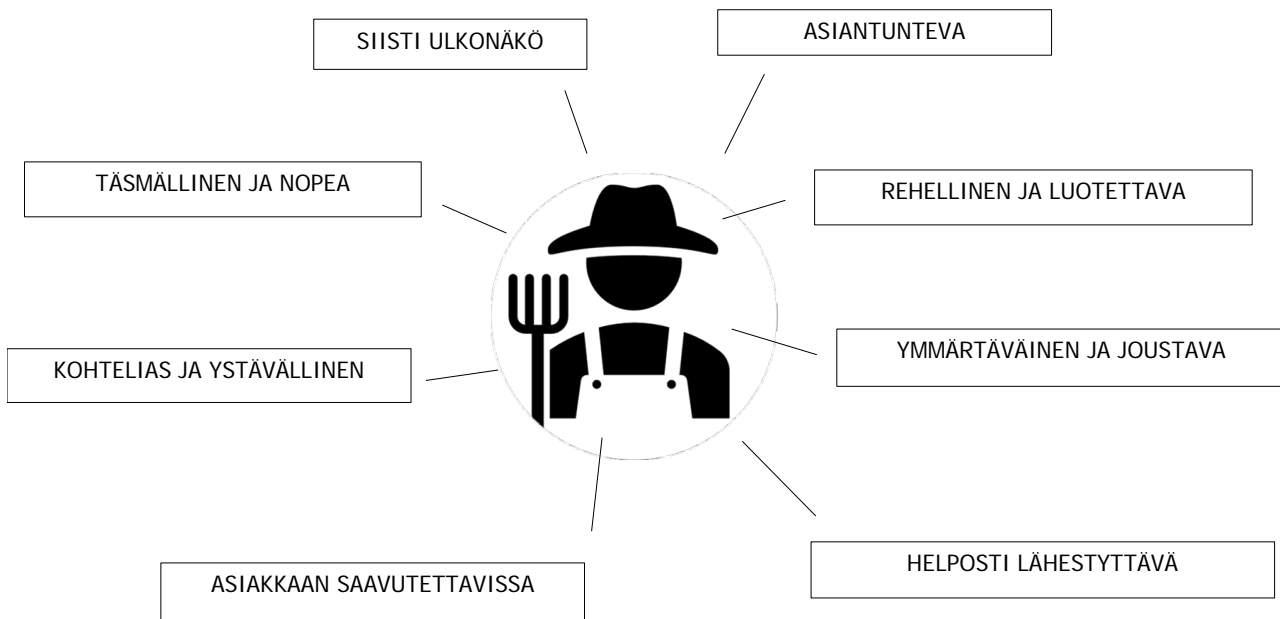 SIISTI ULKONÄKÖ
ASIANTUNTEVA
TÄSMÄLLINEN JA NOPEA
REHELLINEN JA LUOTETTAVA
KOHTELIAS JA YSTÄVÄLLINEN
YMMÄRTÄVÄINEN JA JOUSTAVA
ASIAKKAAN SAAVUTETTAVISSA
HELPOSTI LÄHESTYTTÄVÄ